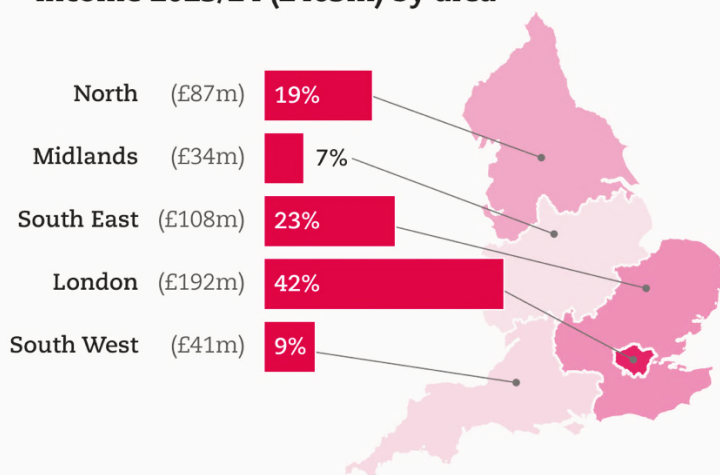 North (£87m) 19%
Midlands (£34m) 7%
South East (£108m) 23%
London (£192m) 42%
South West (£41m) 9%